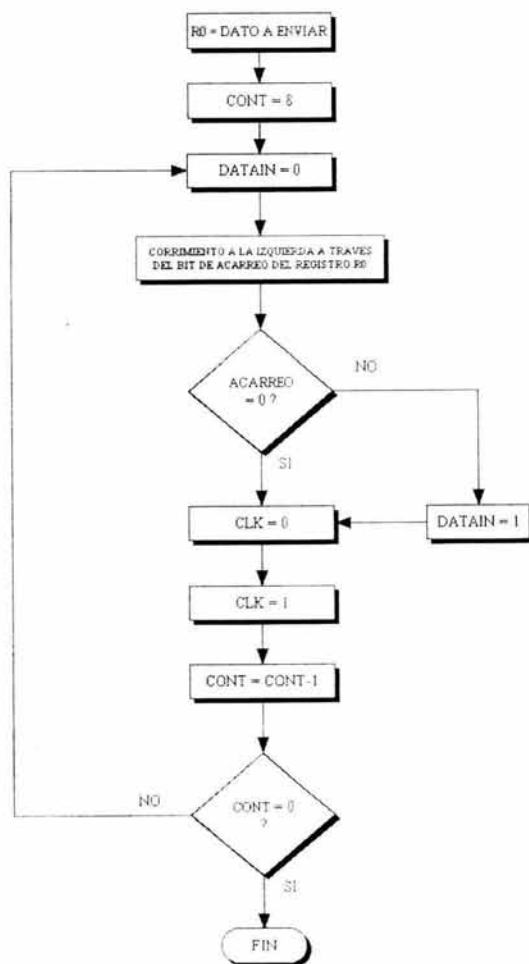 R0 = DATO A ENVIAR
CONT = 8
DATAIN = 0
CORRIMIENTO A LA IZQUIERDA A TRAVES
DEL BIT DE ACARREO DEL REGISTRO R0
ACARREO
= 0 ?
NO
SI
CLK = 0
DATAIN = 1
CLK = 1
CONT = CONT-1
CONT = 0
?
NO
SI
FIN